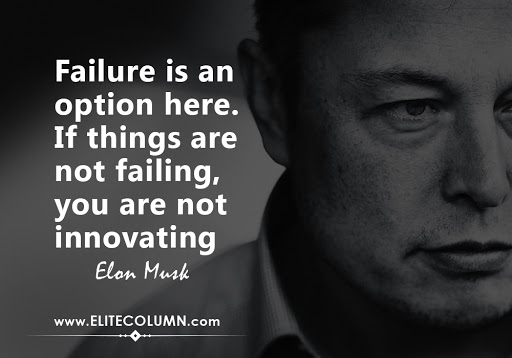 Failure is an
option here.
If things are
not failing,
you are not
innovating
Elon Musk
www.ELITECOLUMN.com